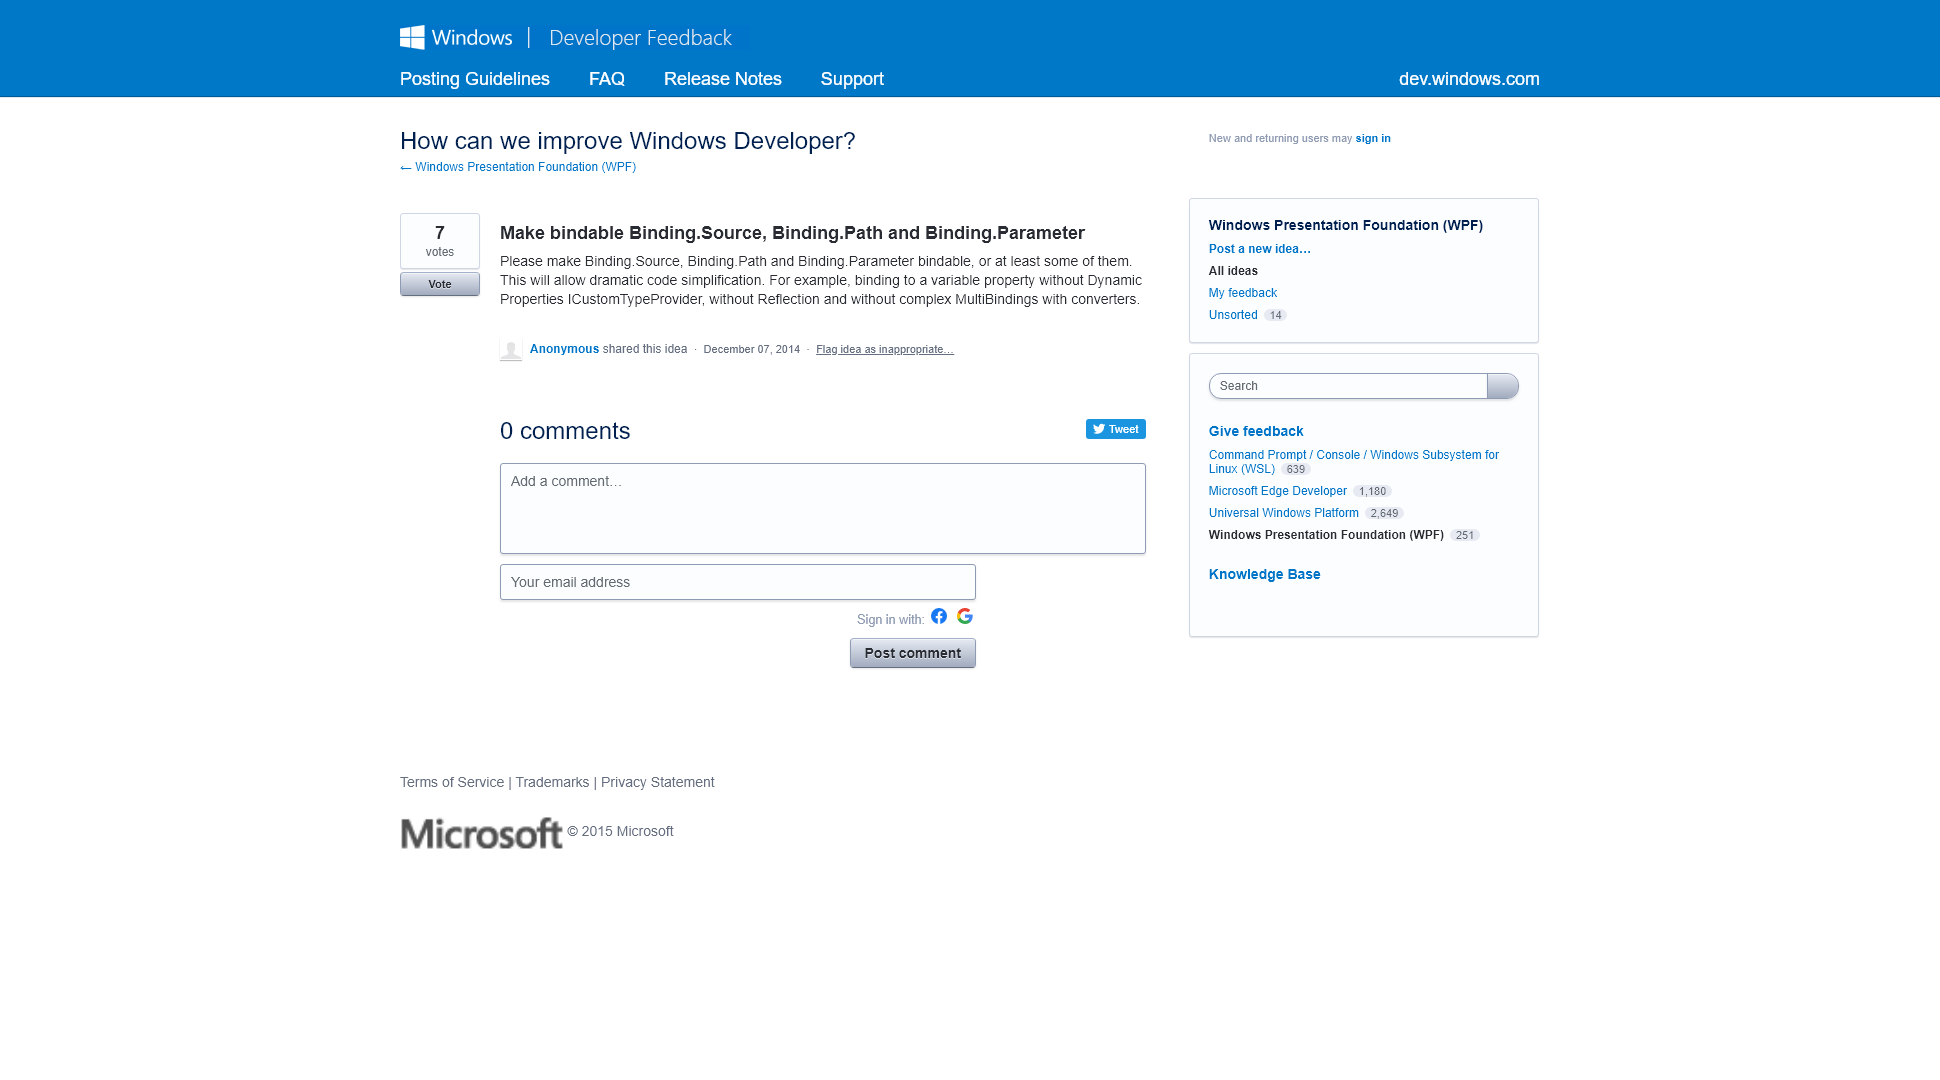 Windows | Developer Feedback
Posting Guidelines FAQ Release Notes Support dev.windows.com
How can we improve Windows Developer?
← Windows Presentation Foundation (WPF)
New and returning users may sign in
7
votes
Vote
Make bindable Binding.Source, Binding.Path and Binding.Parameter
Please make Binding.Source, Binding.Path and Binding.Parameter bindable, or at least some of them.
This will allow dramatic code simplification. For example, binding to a variable property without Dynamic
Properties ICustomTypeProvider, without Reflection and without complex MultiBindings with converters.
Anonymous shared this idea · December 07, 2014 · Flag idea as inappropriate…
0 comments
Tweet
Add a comment…
Your email address
Sign in with:
Post comment
Windows Presentation Foundation (WPF)
Post a new idea…
All ideas
My feedback
Unsorted 14
Search
Give feedback
Command Prompt / Console / Windows Subsystem for
Linux (WSL) 639
Microsoft Edge Developer 1,180
Universal Windows Platform 2,649
Windows Presentation Foundation (WPF) 251
Knowledge Base
Terms of Service | Trademarks | Privacy Statement
Microsoft © 2015 Microsoft